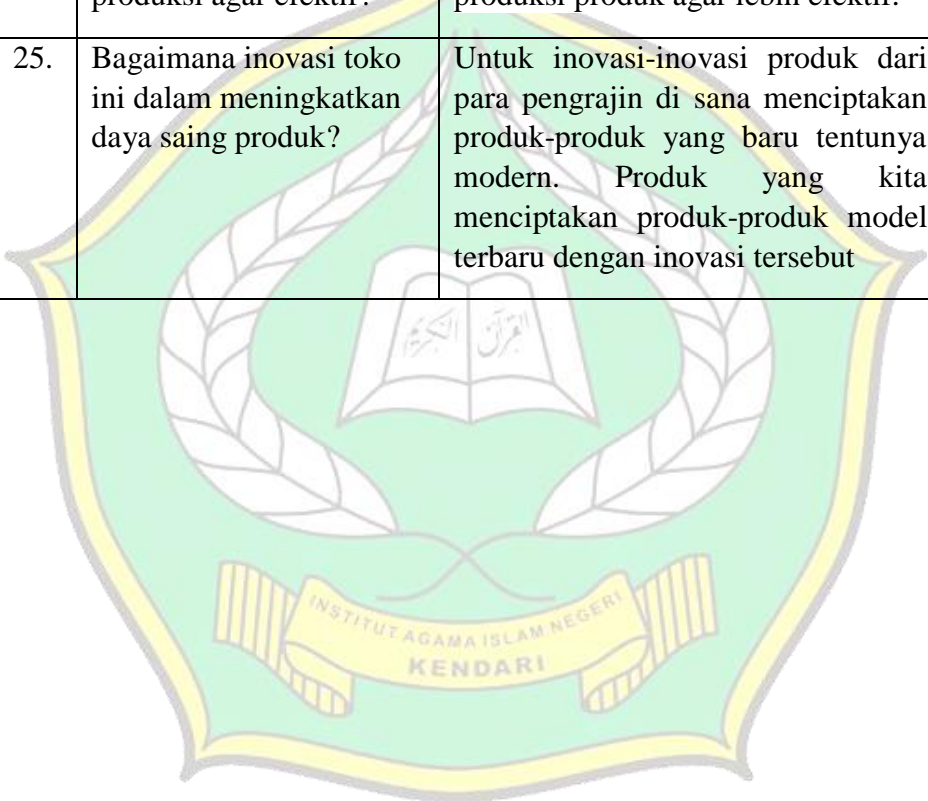 produksi agar efektif?
produksi produk agar lebih efektif.
25.
Bagaimana inovasi toko
ini dalam meningkatkan
daya saing produk?
Untuk inovasi-inovasi produk dari
para pengrajin di sana menciptakan
produk-produk yang baru tentunya
modern. Produk yang kita
menciptakan produk-produk model
terbaru dengan inovasi tersebut
القرآن الكريم
INSTITUT AGAMA ISLAM NEGERI
KENDARI